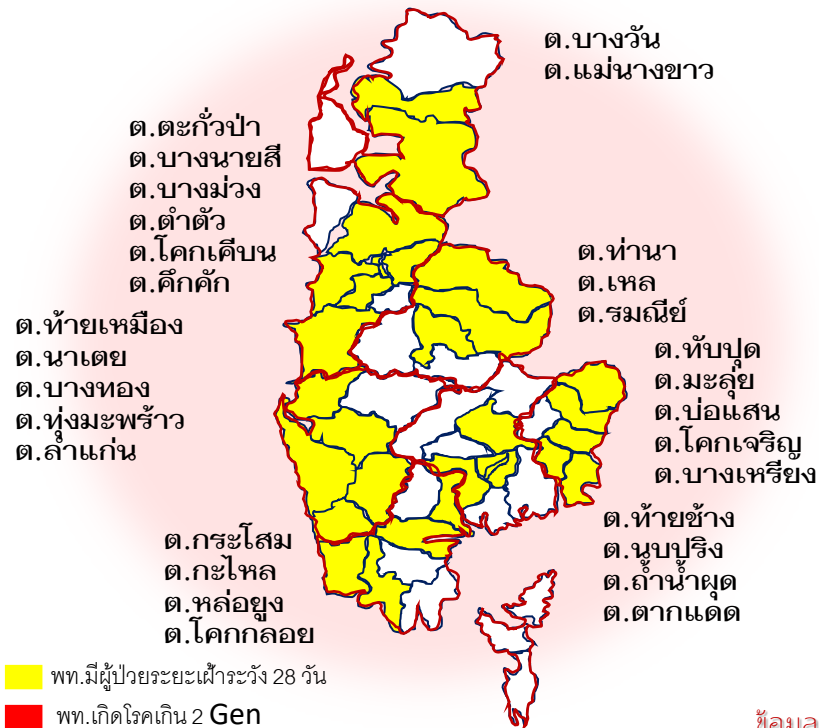 ต.บางวัน
ต.แม่นางขาว
ต.ตะกั่วป่า
ต.บางนายสี
ต.บางม่วง
ต.ตำตัว
ต.โคกเคียน
ต.คึกคัก
ต.ท่านา
ต.เหล
ต.รมณีย์
ต.ท้ายเหมือง
ต.นาเตย
ต.บางทอง
ต.ทุ่งมะพร้าว
ต.ลำแก่น
ต.ทับปุด
ต.มะลุย
ต.บ่อแสน
ต.โคกเจริญ
ต.บางเหรียง
ต.กระโสม
ต.กะไหล
ต.หล่อยูง
ต.โคกกลอย
ต.ท้ายช้าง
ต.นบปริง
ต.ถ้ำน้ำผุด
ต.ตากแดด
พท.มีผู้ป่วยระยะเฝ้าระวัง 28 วัน
พท.เกิดโรคเกิน 2 Gen
ข้อมูล